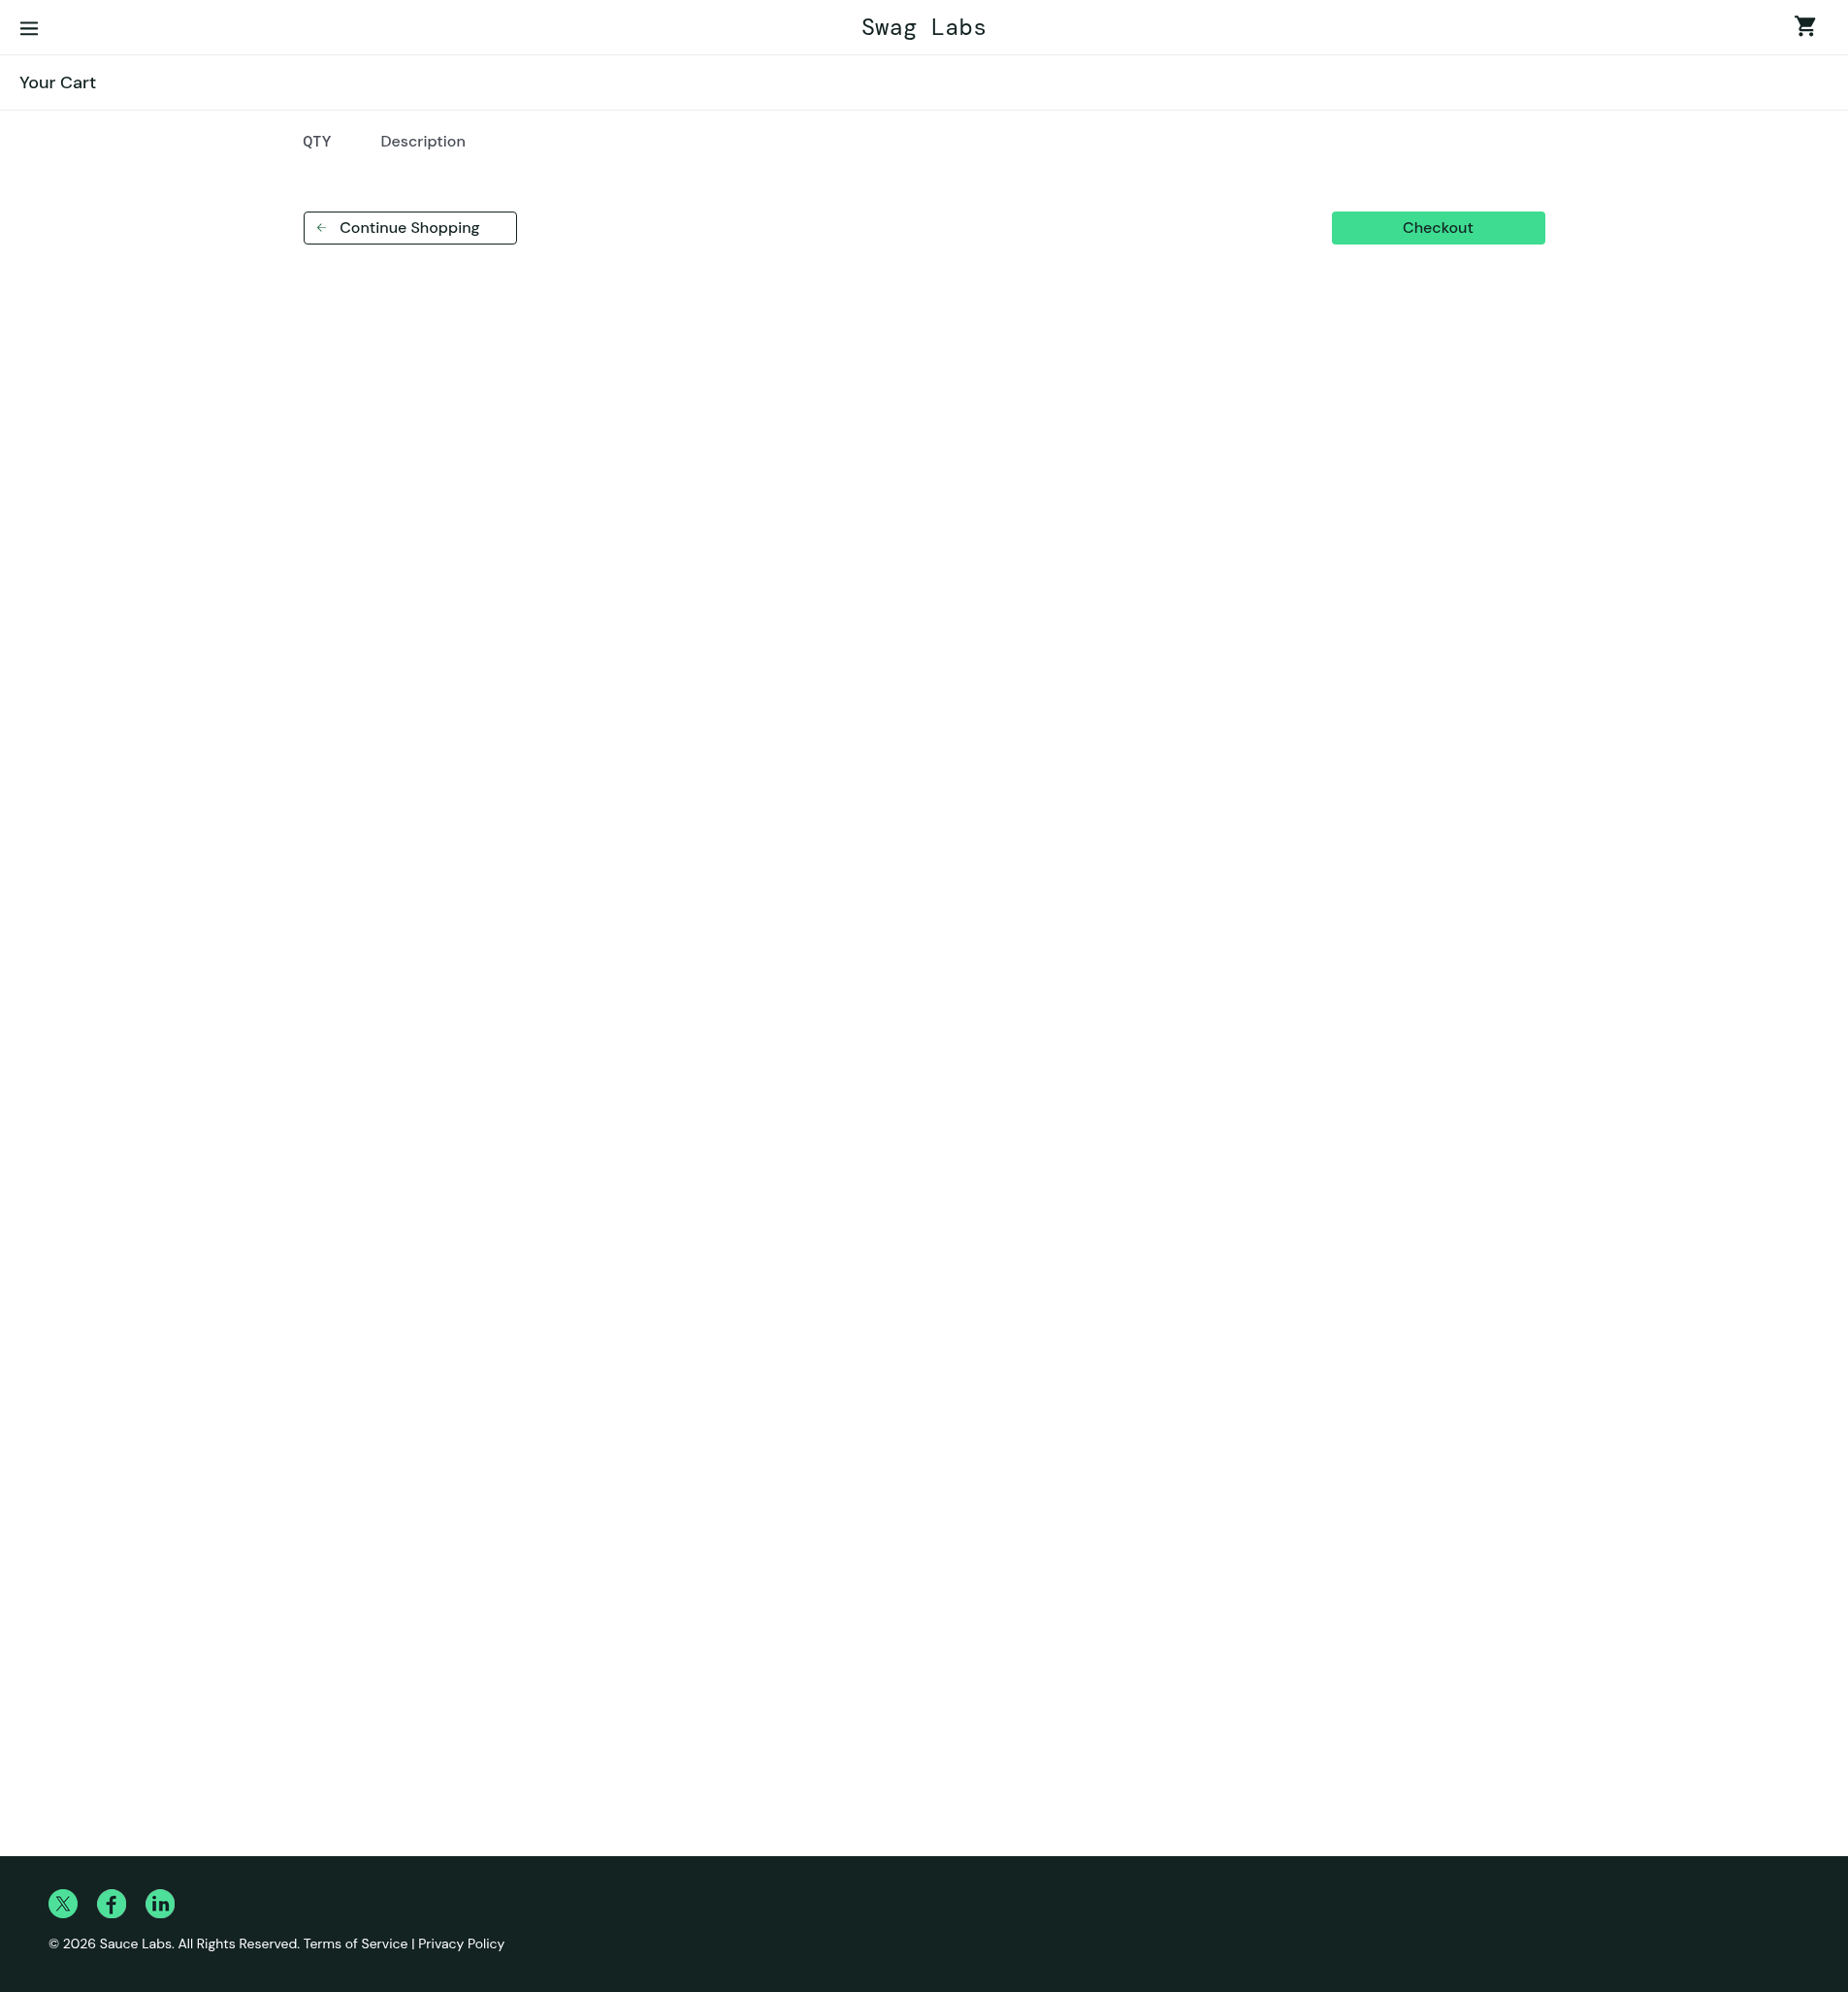 Swag Labs
Your Cart
QTY Description
Continue Shopping Checkout
© 2026 Sauce Labs. All Rights Reserved. Terms of Service | Privacy Policy